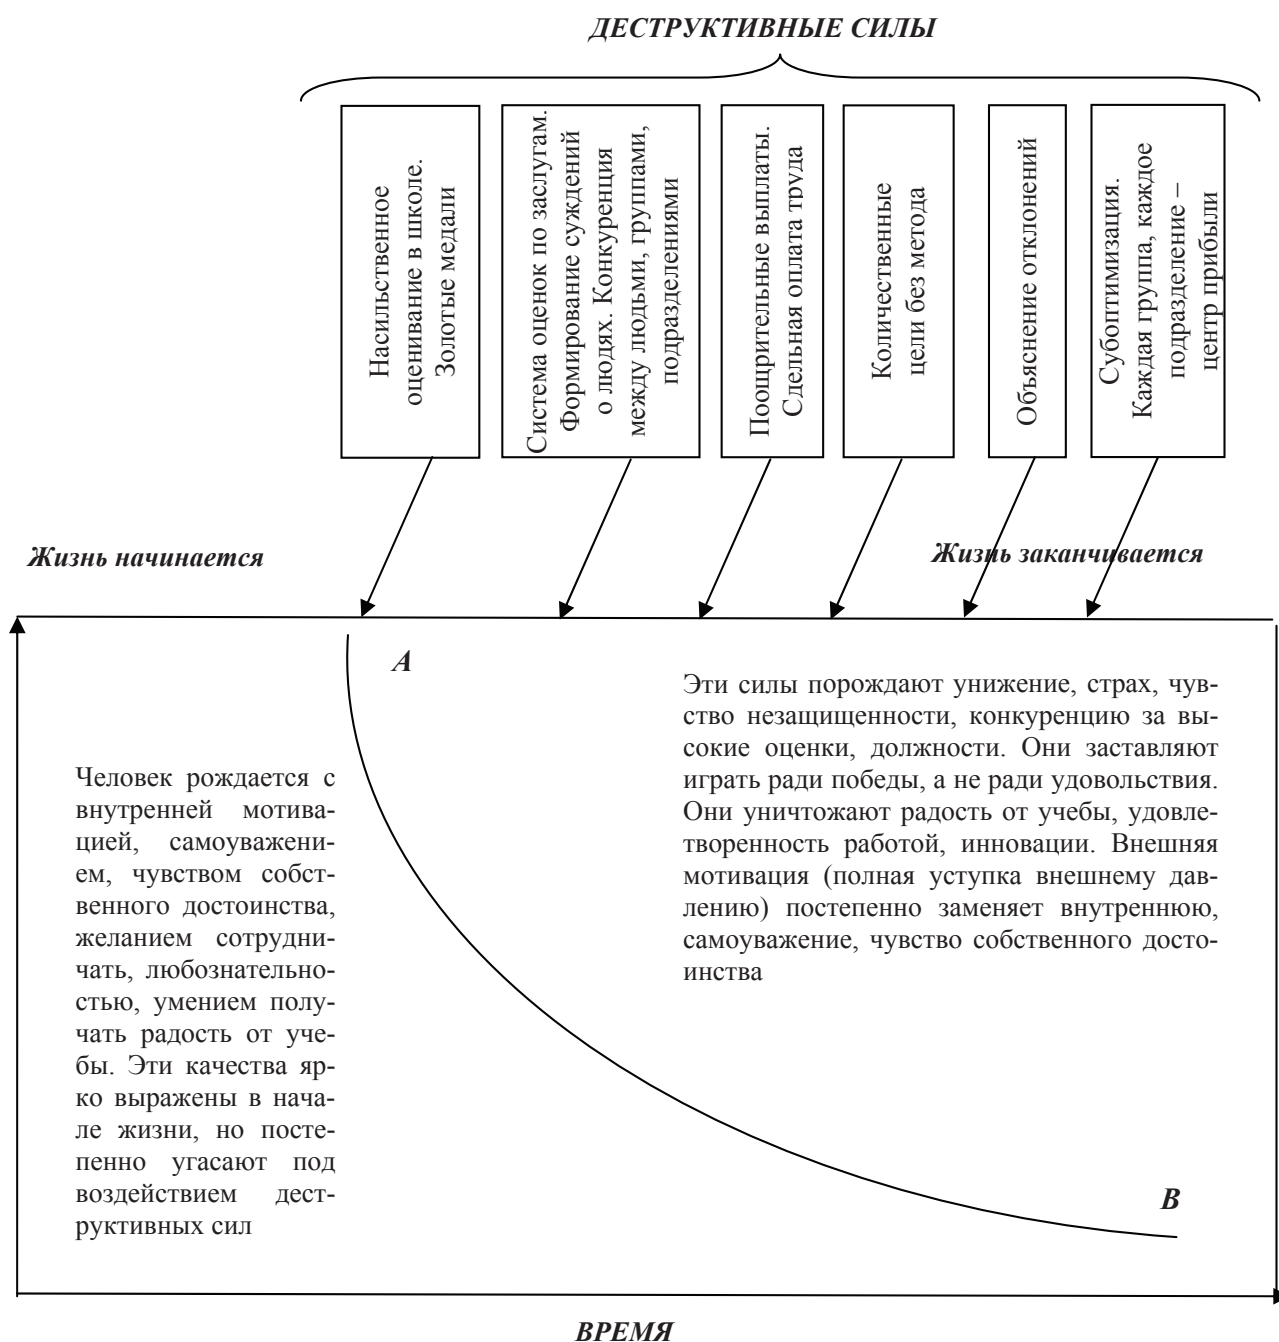 ДЕСТРУКТИВНЫЕ СИЛЫ
Насильственное
оценивание в школе.
Золотые медали
Система оценок по заслугам.
Формирование суждений
о людях. Конкуренция
между людьми, группами,
подразделениями
Поощрительные выплаты.
Сдельная оплата труда
Количественные
цели без метода
Объяснение отклонений
Субоптимизация.
Каждая группа, каждое
подразделение –
центр прибыли
Жизнь начинается
Жизнь заканчивается
A
Человек рождается с
внутренней мотива-
цией, самоуважени-
ем, чувством собст-
венного достоинства,
желанием сотрудни-
чать, любознательно-
стью, умением полу-
чать радость от уче-
бы. Эти качества яр-
ко выражены в нача-
ле жизни, но посте-
пенно угасают под
воздействием дест-
руктивных сил
Эти силы порождают унижение, страх, чув-
ство незащищенности, конкуренцию за вы-
сокие оценки, должности. Они заставляют
играть ради победы, а не ради удовольствия.
Они уничтожают радость от учебы, удовле-
творенность работой, инновации. Внешняя
мотивация (полная уступка внешнему дав-
лению) постепенно заменяет внутреннюю,
самоуважение, чувство собственного досто-
инства
B
ВРЕМЯ